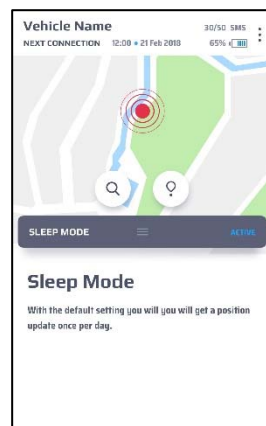 Vehicle Name
30/50 SMS
NEXT CONNECTION 12:00 • 21 Feb 2018
65%
SLEEP MODE
ACTIVE
Sleep Mode
With the default setting you will you will get a position
update once per day.